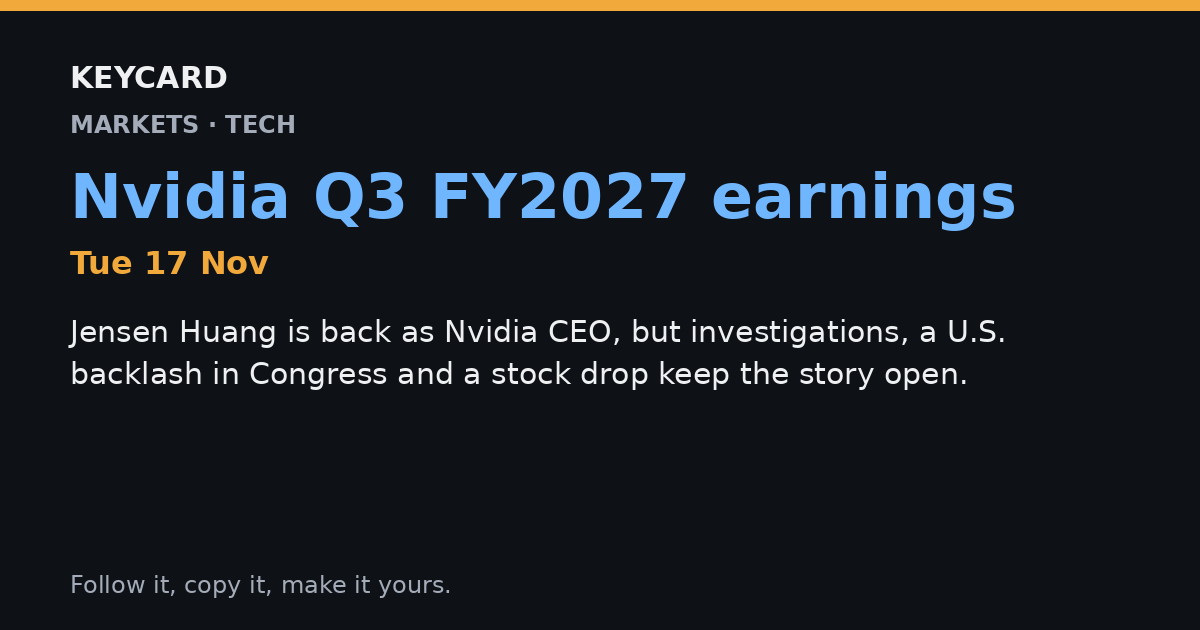 KEYCARD
MARKETS · TECH
Nvidia Q3 FY2027 earnings
Tue 17 Nov
Jensen Huang is back as Nvidia CEO, but investigations, a U.S.
backlash in Congress and a stock drop keep the story open.
Follow it, copy it, make it yours.